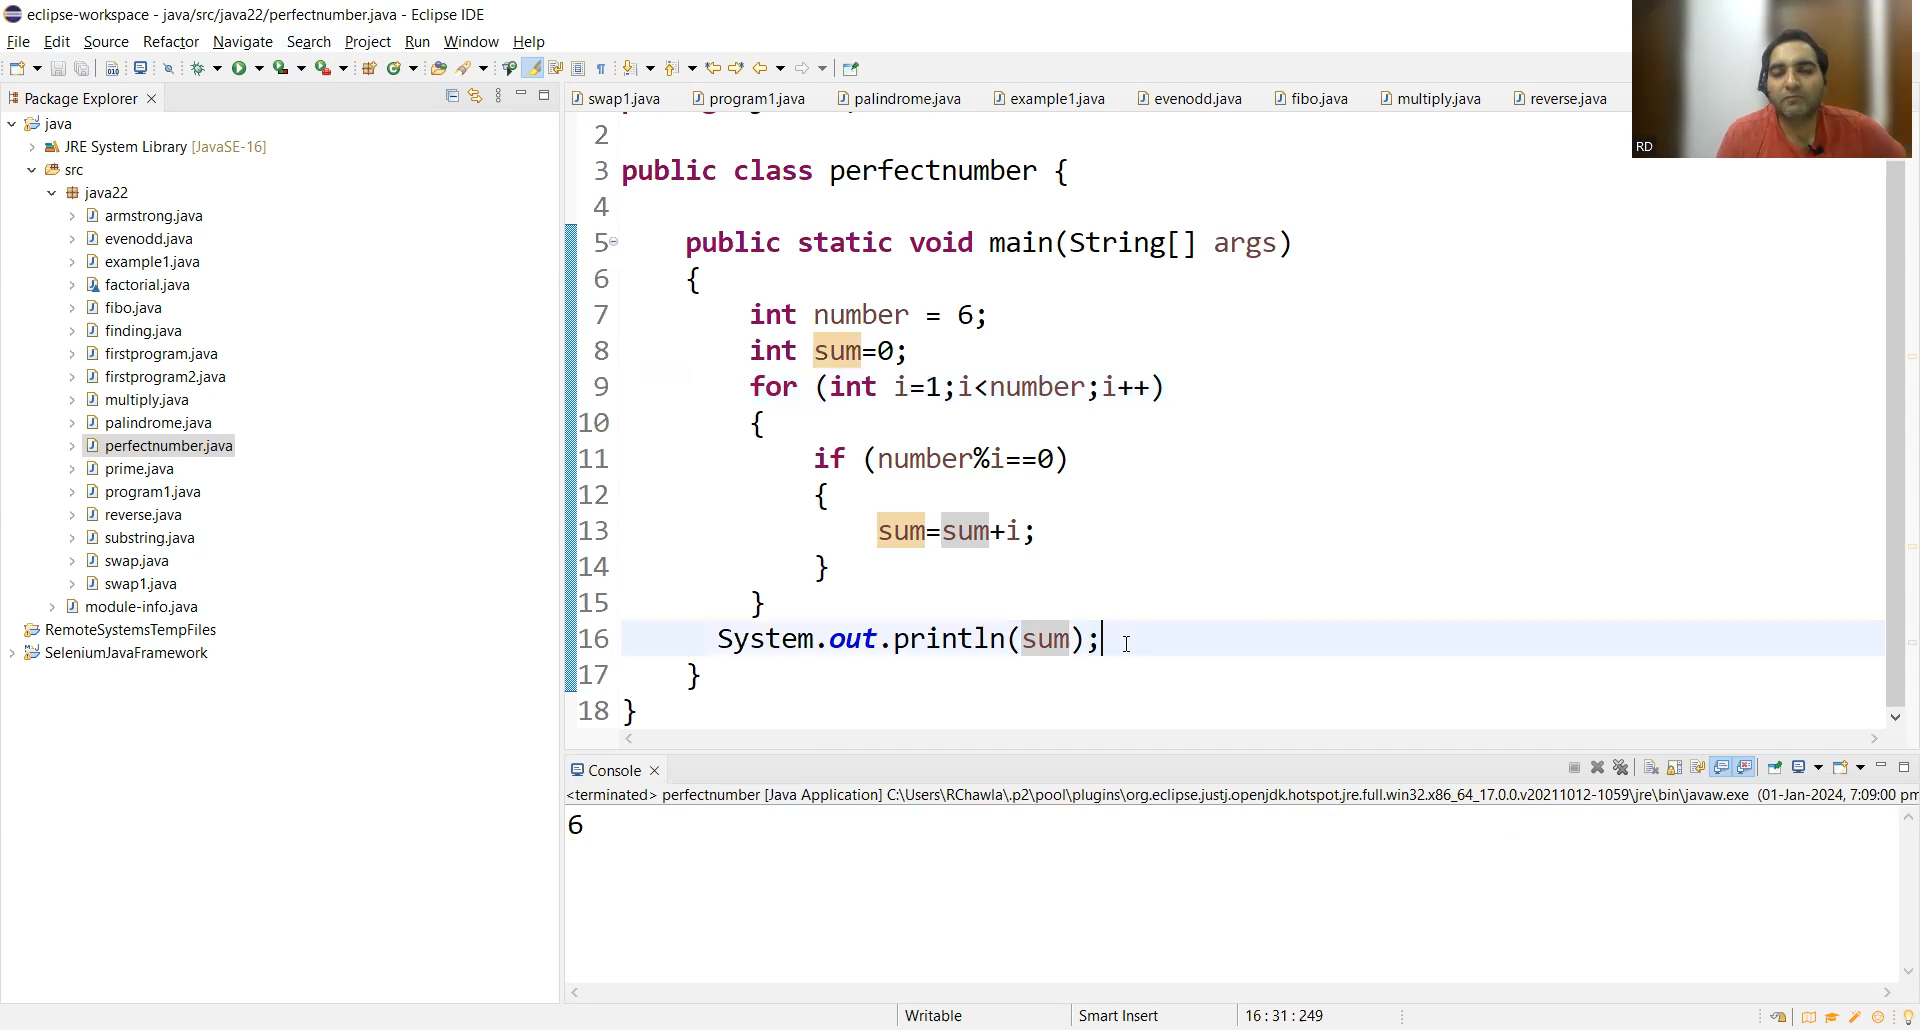 eclipse-workspace - java/src/java22/perfectnumber.java - Eclipse IDE
File Edit Source Refactor Navigate Search Project Run Window Help
Package Explorer
java
JRE System Library [JavaSE-16]
src
java22
armstrong.java
evenodd.java
example1.java
factorial.java
fibo.java
finding.java
firstprogram.java
firstprogram2.java
multiply.java
palindrome.java
perfectnumber.java
prime.java
program1.java
reverse.java
substring.java
swap.java
swap1.java
module-info.java
RemoteSystemsTempFiles
SeleniumJavaFramework
swap1.java program1.java palindrome.java example1.java evenodd.java fibo.java multiply.java reverse.java
RD
2
3 public class perfectnumber {
4
5 public static void main(String[] args)
6 {
7 int number = 6;
8 int sum=0;
9 for (int i=1;i<number;i++)
10 {
11 if (number%i==0)
12 {
13 sum=sum+i;
14 }
15 }
16 System.out.println(sum);
17 }
18 }
Console
<terminated> perfectnumber [Java Application] C:\Users\RChawla\.p2\pool\plugins\org.eclipse.justj.openjdk.hotspot.jre.full.win32.x86_64_17.0.0.v20211012-1059\jre\bin\javaw.exe (01-Jan-2024, 7:09:00 pm
6
Writable Smart Insert 16 : 31 : 249